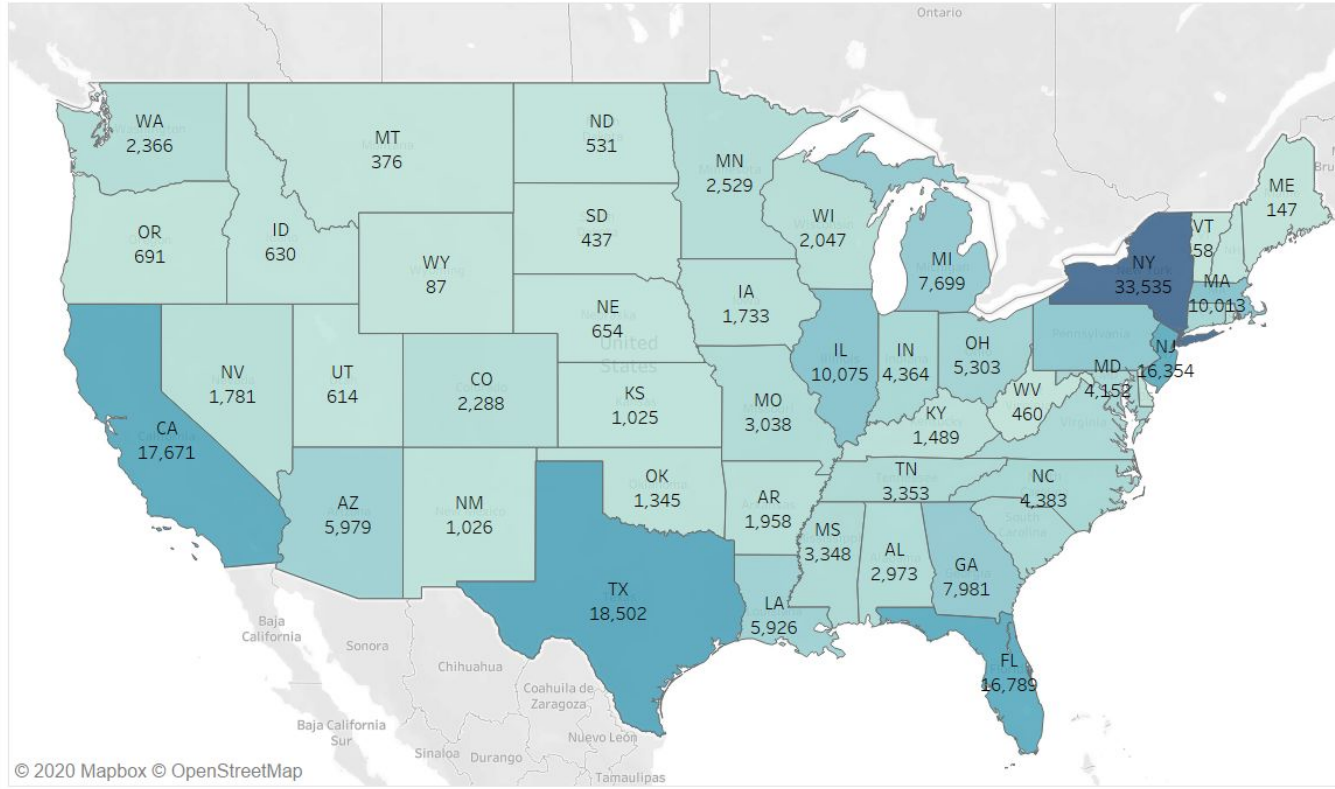 Ontario
WA
2,366
MT
376
ND
531
MN
2,529
ME
147
OR
691
ID
630
SD
437
WI
2,047
VT
58
WY
87
MI
7,699
NY
33,535
MA
10,013
IA
1,733
NE
654
United
States
Pennsylvania
NV
1,781
UT
614
CO
2,288
IL
10,075
IN
4,364
OH
5,303
NJ
16,354
MD
4,152
KS
1,025
MO
3,038
WV
460
Virginia
KY
1,489
CA
17,671
AZ
5,979
NM
1,026
OK
1,345
AR
1,958
TN
3,353
NC
4,383
South
Carolina
MS
3,348
AL
2,973
GA
7,981
TX
18,502
LA
5,926
FL
16,789
Baja
California
Sonora
Chihuahua
Coahuila de
Zaragoza
Baja California
Sur
Nuevo León
Sinaloa
Durango
Tamaulipas
© 2020 Mapbox © OpenStreetMap